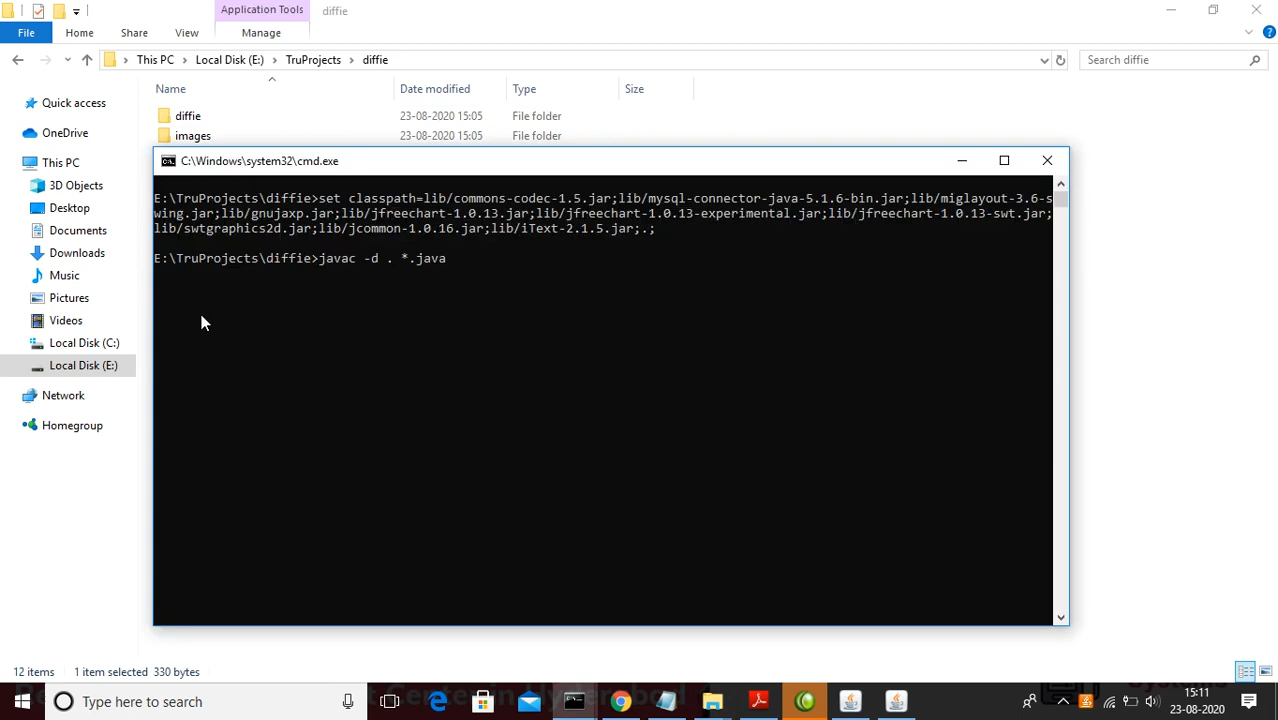 Application Tools
diffie
File
Home
Share
View
Manage
This PC
Local Disk (E:)
TruProjects
diffie
Search diffie
Name
Date modified
Type
Size
Quick access
OneDrive
This PC
3D Objects
Desktop
Documents
Downloads
Music
Pictures
Videos
Local Disk (C:)
Local Disk (E:)
Network
Homegroup
diffie
23-08-2020 15:05
File folder
images
23-08-2020 15:05
File folder
C:\Windows\system32\cmd.exe
E:\TruProjects\diffie>set classpath=lib/commons-codec-1.5.jar;lib/mysql-connector-java-5.1.6-bin.jar;lib/miglayout-3.6-s
wing.jar;lib/gnujaxp.jar;lib/jfreechart-1.0.13.jar;lib/jfreechart-1.0.13-experimental.jar;lib/jfreechart-1.0.13-swt.jar;
lib/swtgraphics2d.jar;lib/jcommon-1.0.16.jar;lib/iText-2.1.5.jar;.;
E:\TruProjects\diffie>javac -d . *.java
12 items
1 item selected 330 bytes
Type here to search
15:11
23-08-2020